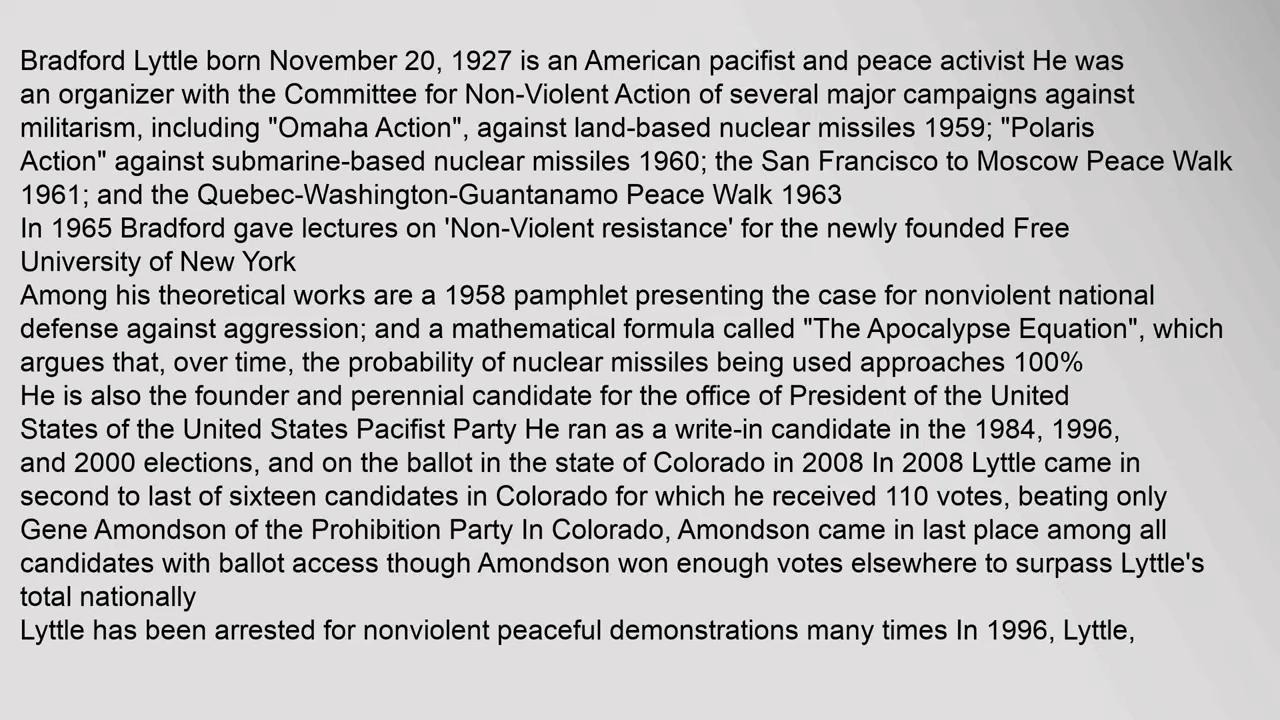 Bradford Lyttle born November 20, 1927 is an American pacifist and peace activist He was
an organizer with the Committee for Non-Violent Action of several major campaigns against
militarism, including "Omaha Action", against land-based nuclear missiles 1959; "Polaris
Action" against submarine-based nuclear missiles 1960; the San Francisco to Moscow Peace Walk
1961; and the Quebec-Washington-Guantanamo Peace Walk 1963
In 1965 Bradford gave lectures on 'Non-Violent resistance' for the newly founded Free
University of New York
Among his theoretical works are a 1958 pamphlet presenting the case for nonviolent national
defense against aggression; and a mathematical formula called "The Apocalypse Equation", which
argues that, over time, the probability of nuclear missiles being used approaches 100%
He is also the founder and perennial candidate for the office of President of the United
States of the United States Pacifist Party He ran as a write-in candidate in the 1984, 1996,
and 2000 elections, and on the ballot in the state of Colorado in 2008 In 2008 Lyttle came in
second to last of sixteen candidates in Colorado for which he received 110 votes, beating only
Gene Amondson of the Prohibition Party In Colorado, Amondson came in last place among all
candidates with ballot access though Amondson won enough votes elsewhere to surpass Lyttle's
total nationally
Lyttle has been arrested for nonviolent peaceful demonstrations many times In 1996, Lyttle,